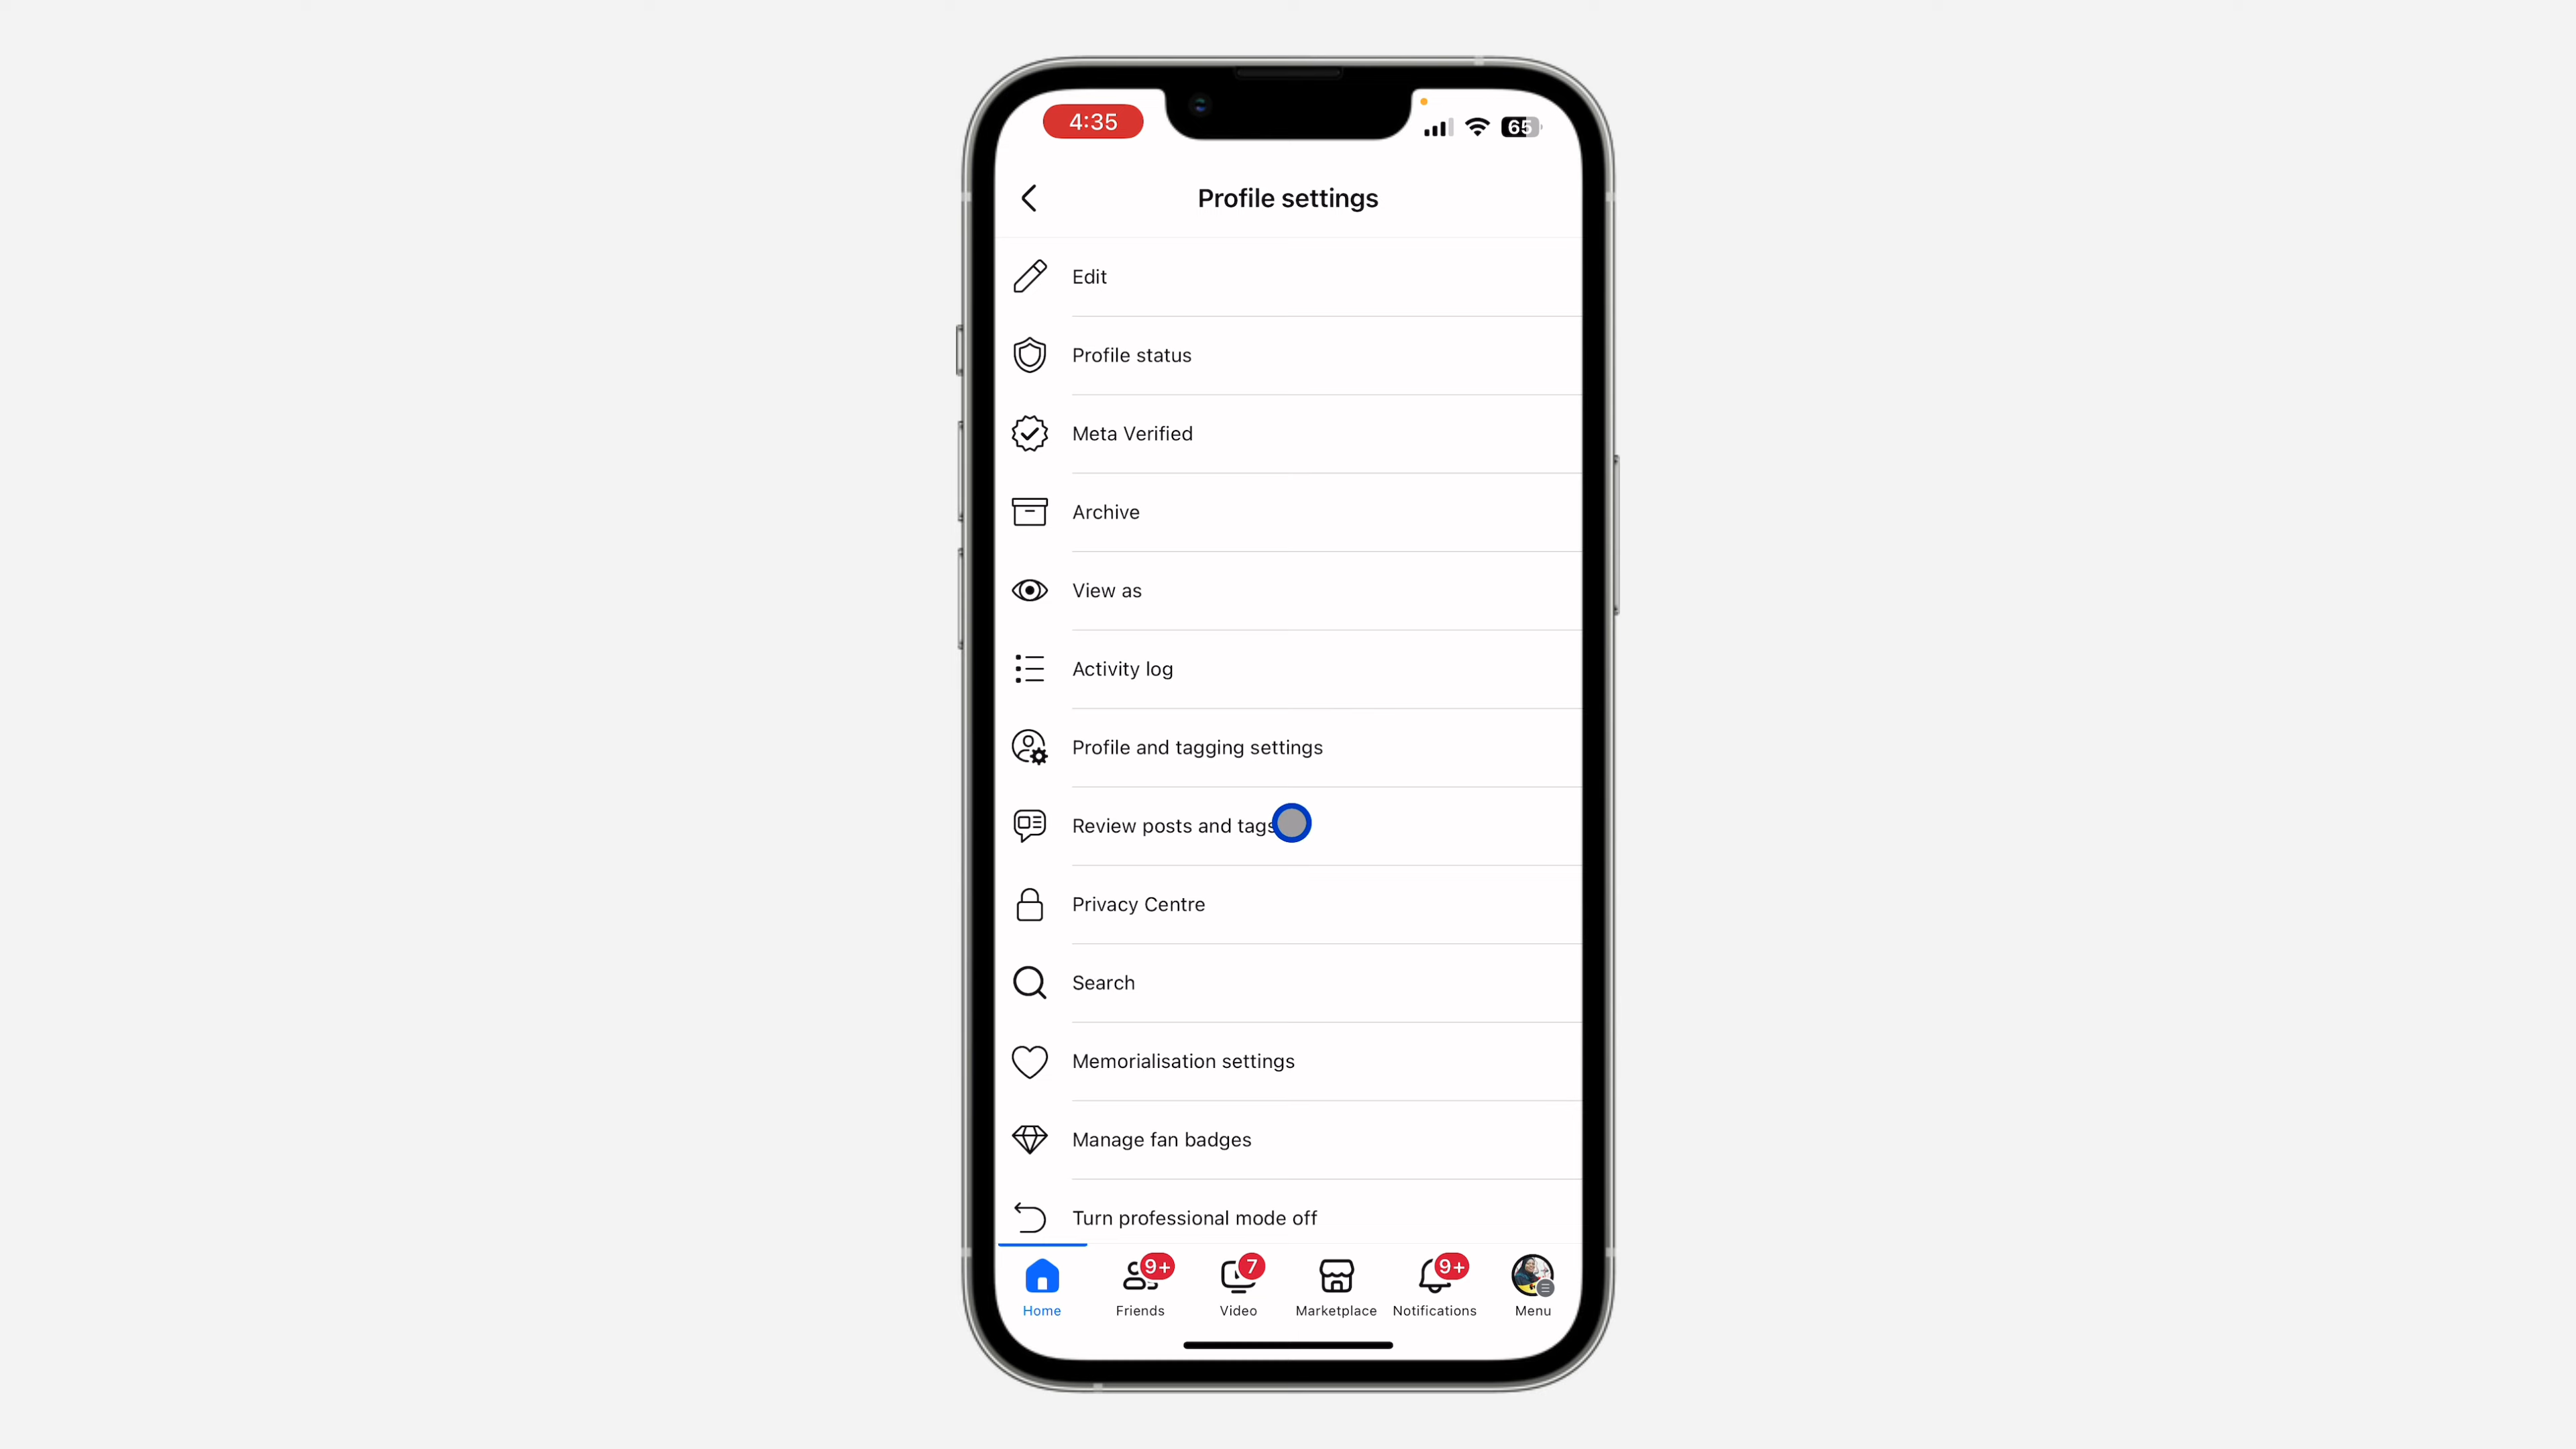 4:35
65
Profile settings
Edit
Profile status
Meta Verified
Archive
View as
Activity log
Profile and tagging settings
Review posts and tags
Privacy Centre
Search
Memorialisation settings
Manage fan badges
Turn professional mode off
9+
7
9+
Home
Friends
Video
Marketplace
Notifications
Menu